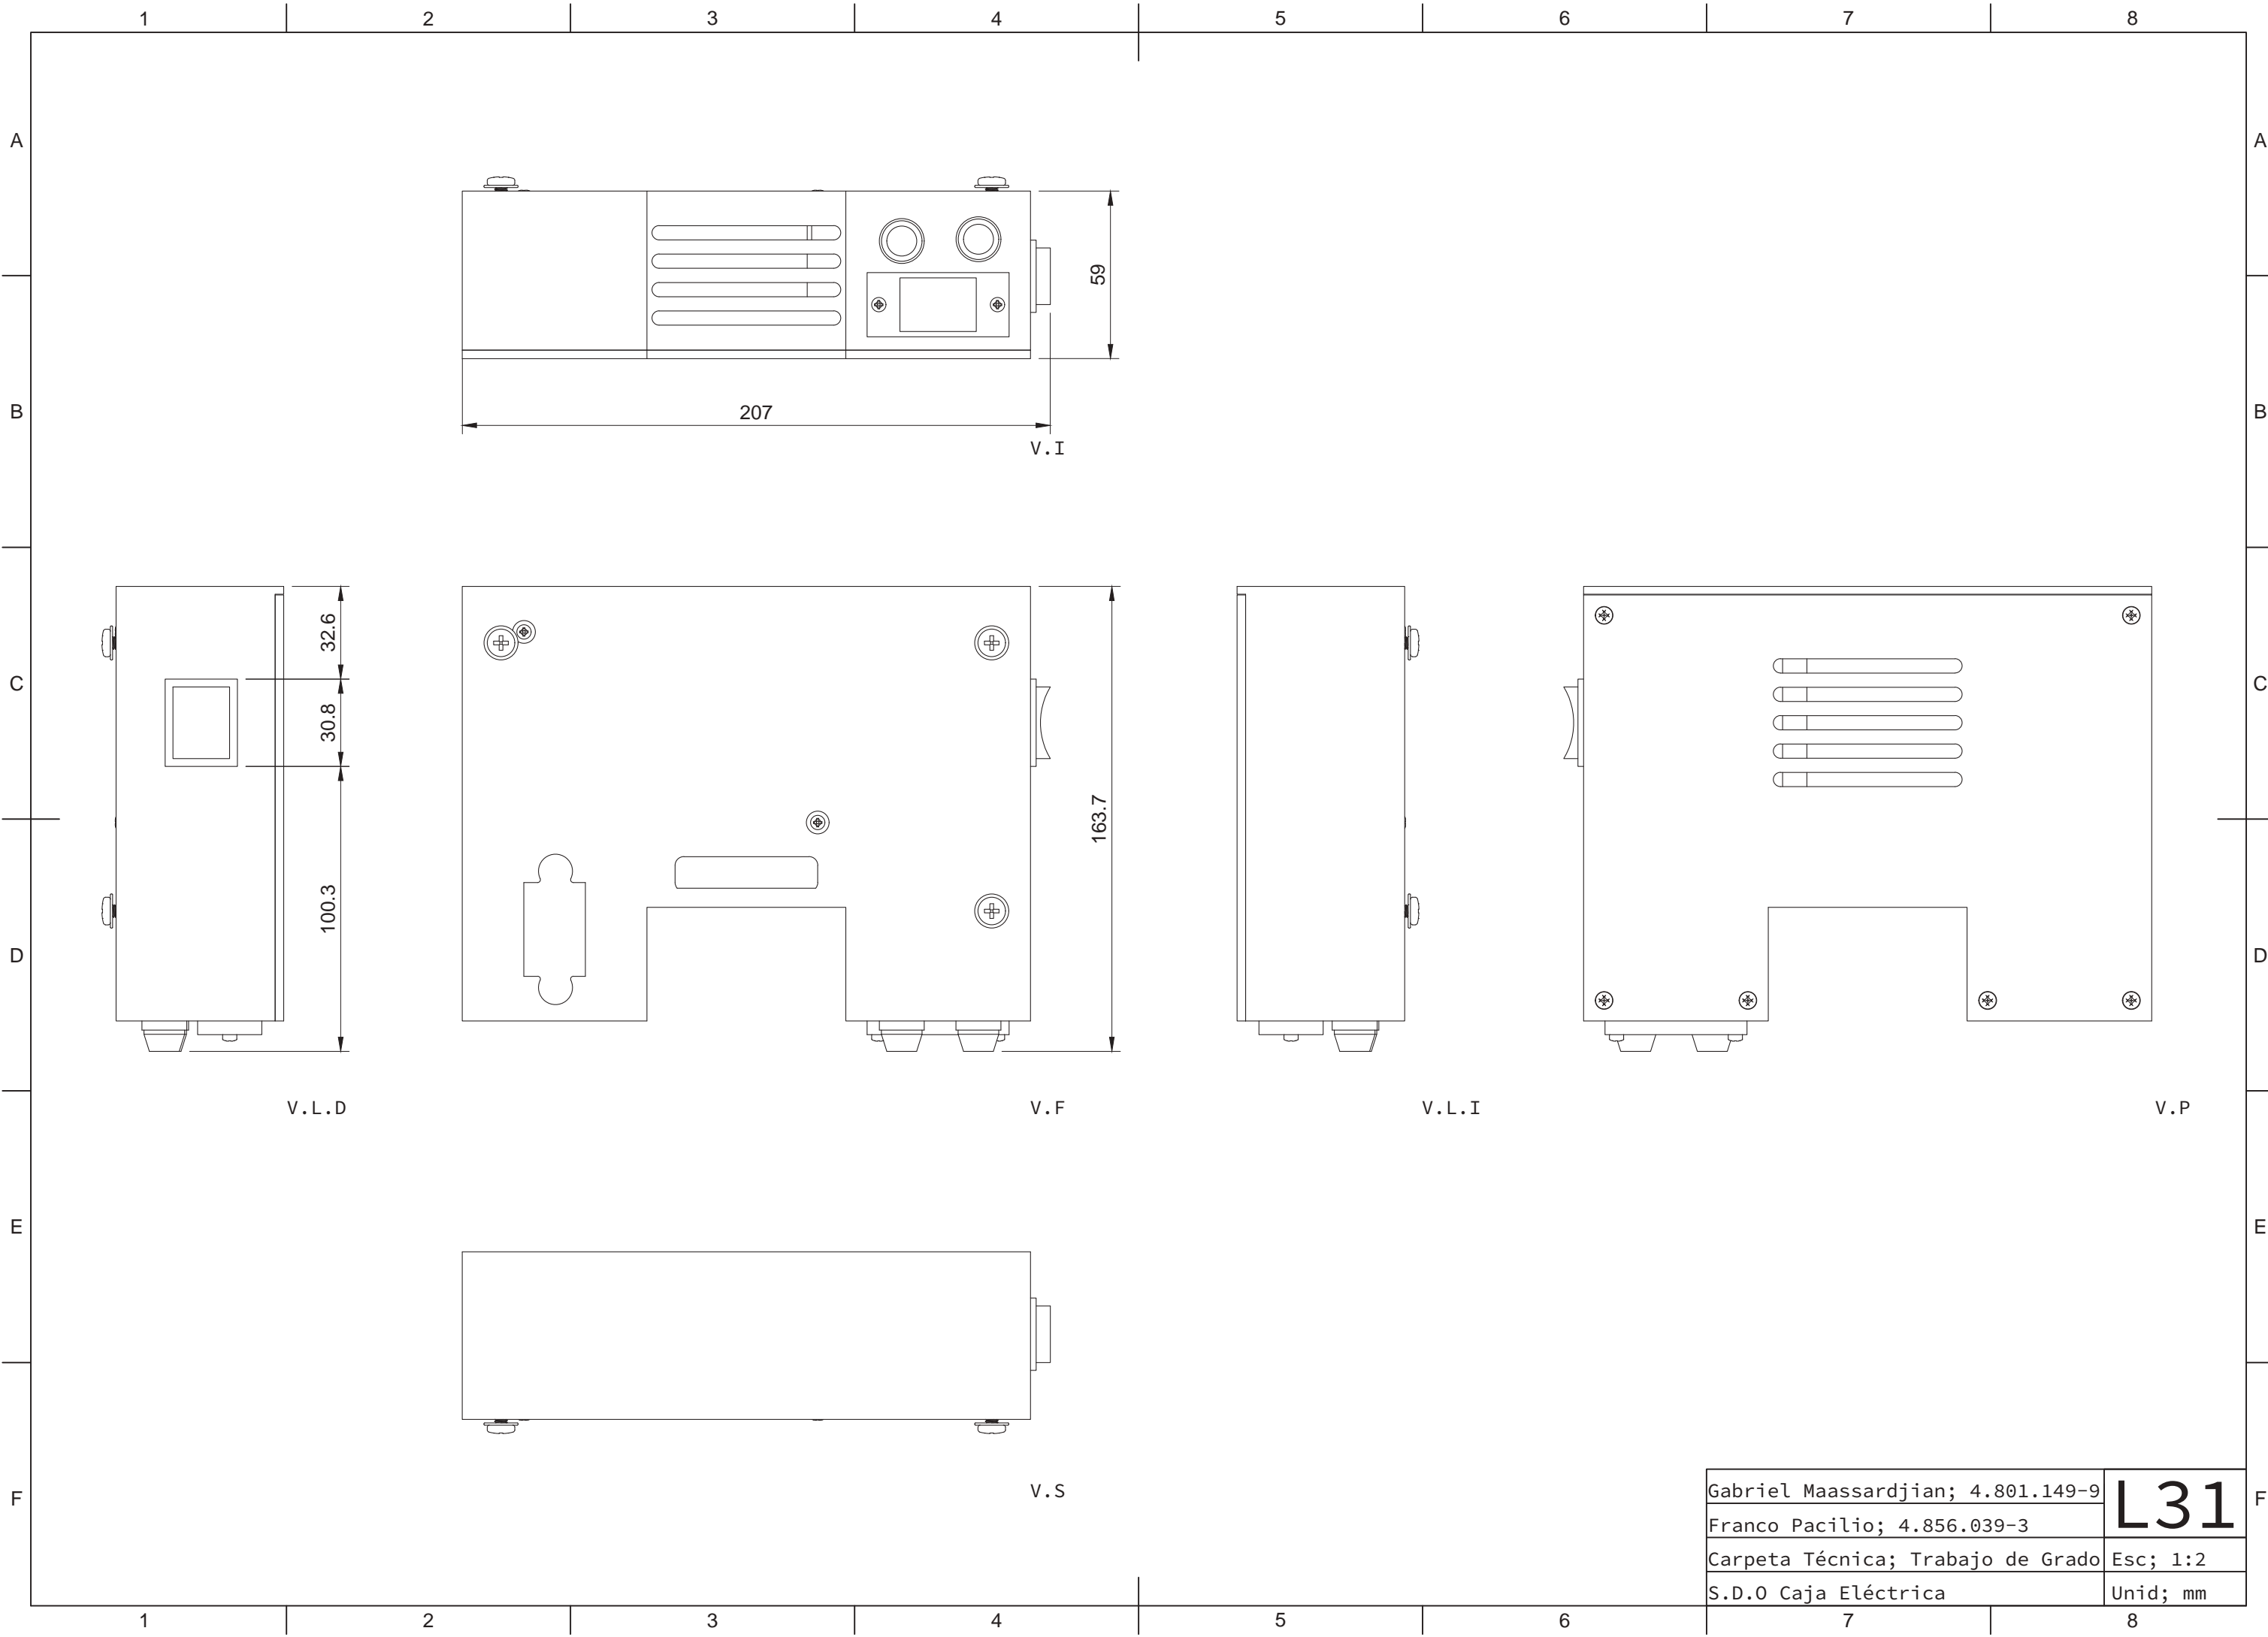 1 2 3 4 5 6 7 8
A A
59
B B
207
V.I
32.6
C C
30.8
163.7
100.3
D D
V.L.D V.F V.L.I V.P
E E
V.S
F F
Gabriel Maassardjian; 4.801.149-9 L31
Franco Pacilio; 4.856.039-3
Carpeta Técnica; Trabajo de Grado Esc; 1:2
S.D.O Caja Eléctrica Unid; mm
1 2 3 4 5 6 7 8